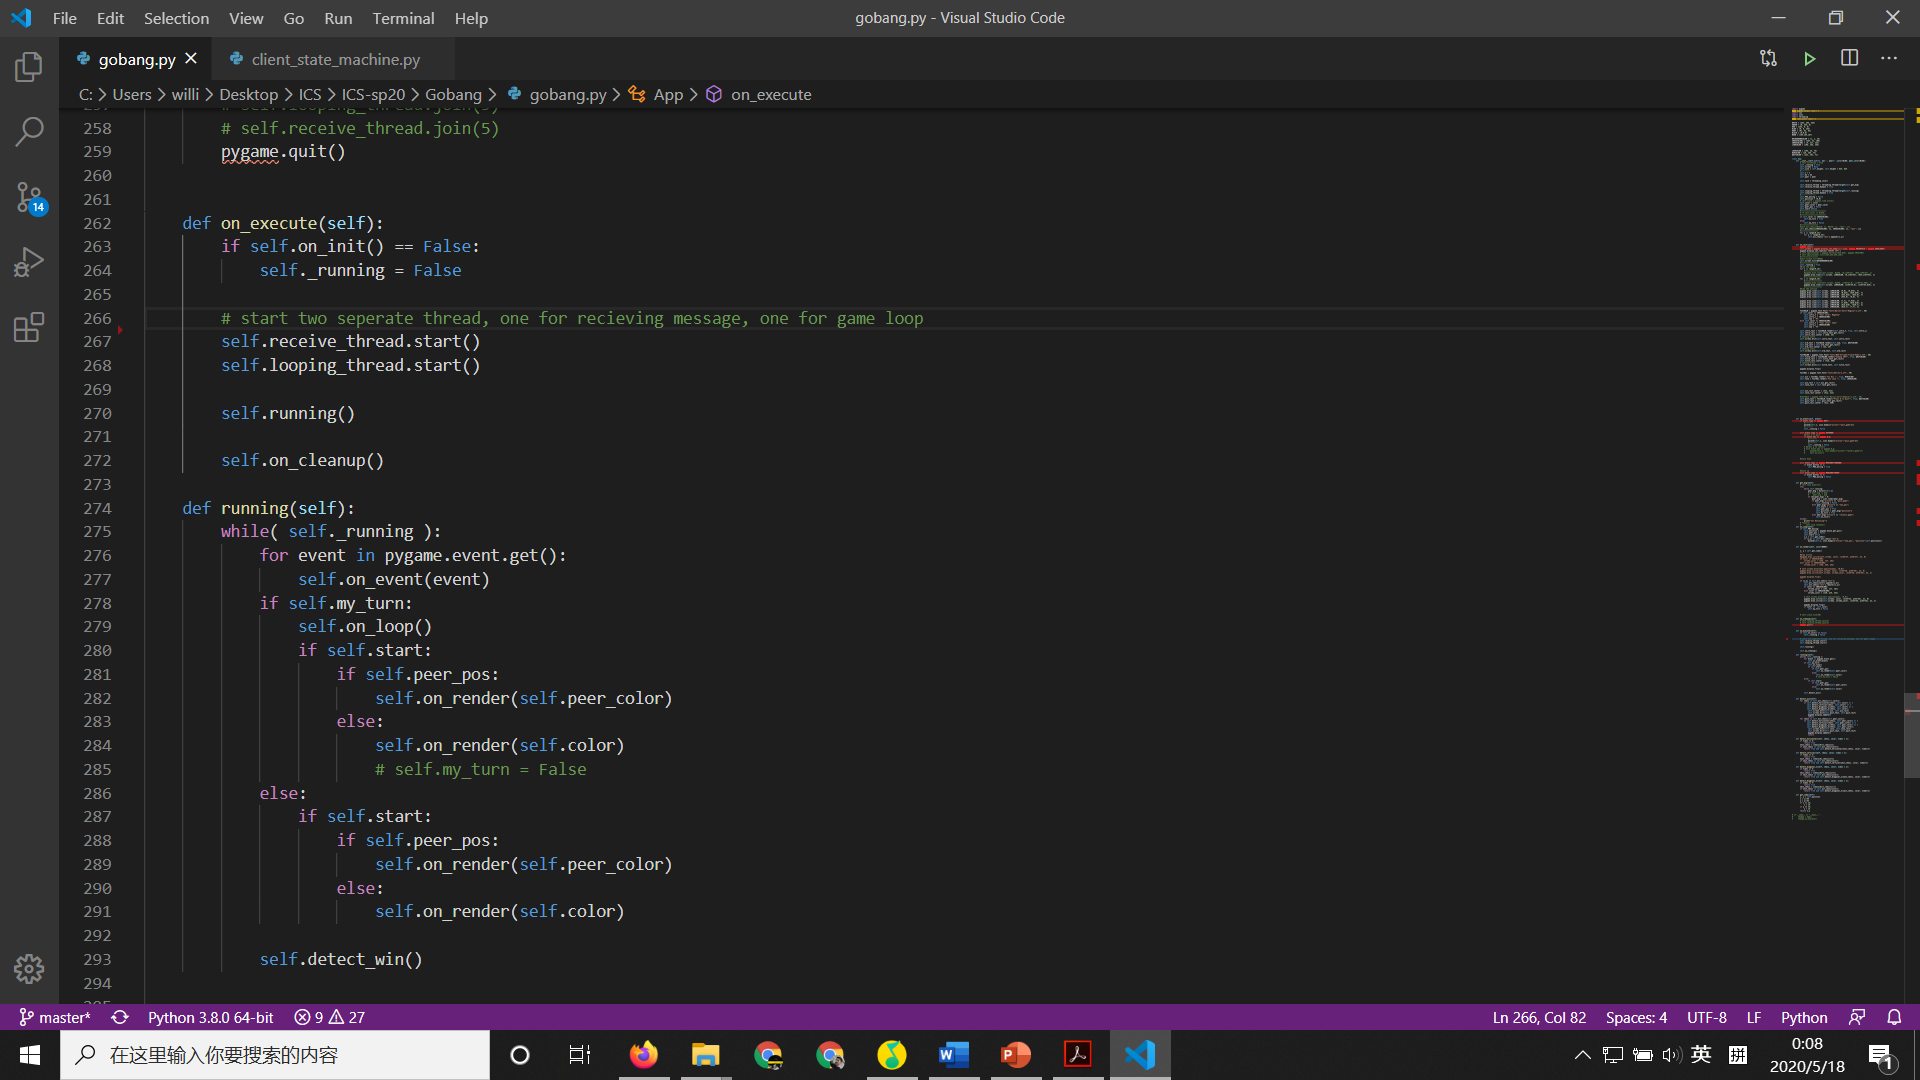 File Edit Selection View Go Run Terminal Help
gobang.py - Visual Studio Code
gobang.py
client_state_machine.py
C: > Users > willi > Desktop > ICS > ICS-sp20 > Gobang > gobang.py > App > on_execute
258 # self.receive_thread.join(5)
259 pygame.quit()
260
261
262 def on_execute(self):
263 if self.on_init() == False:
264 self._running = False
265
266 # start two seperate thread, one for recieving message, one for game loop
267 self.receive_thread.start()
268 self.looping_thread.start()
269
270 self.running()
271
272 self.on_cleanup()
273
274 def running(self):
275 while( self._running ):
276 for event in pygame.event.get():
277 self.on_event(event)
278 if self.my_turn:
279 self.on_loop()
280 if self.start:
281 if self.peer_pos:
282 self.on_render(self.peer_color)
283 else:
284 self.on_render(self.color)
285 # self.my_turn = False
286 else:
287 if self.start:
288 if self.peer_pos:
289 self.on_render(self.peer_color)
290 else:
291 self.on_render(self.color)
292
293 self.detect_win()
294
14
master* Python 3.8.0 64-bit 9 27
Ln 266, Col 82 Spaces: 4 UTF-8 LF Python
在这里输入你要搜索的内容
英 拼
0:08
2020/5/18
1